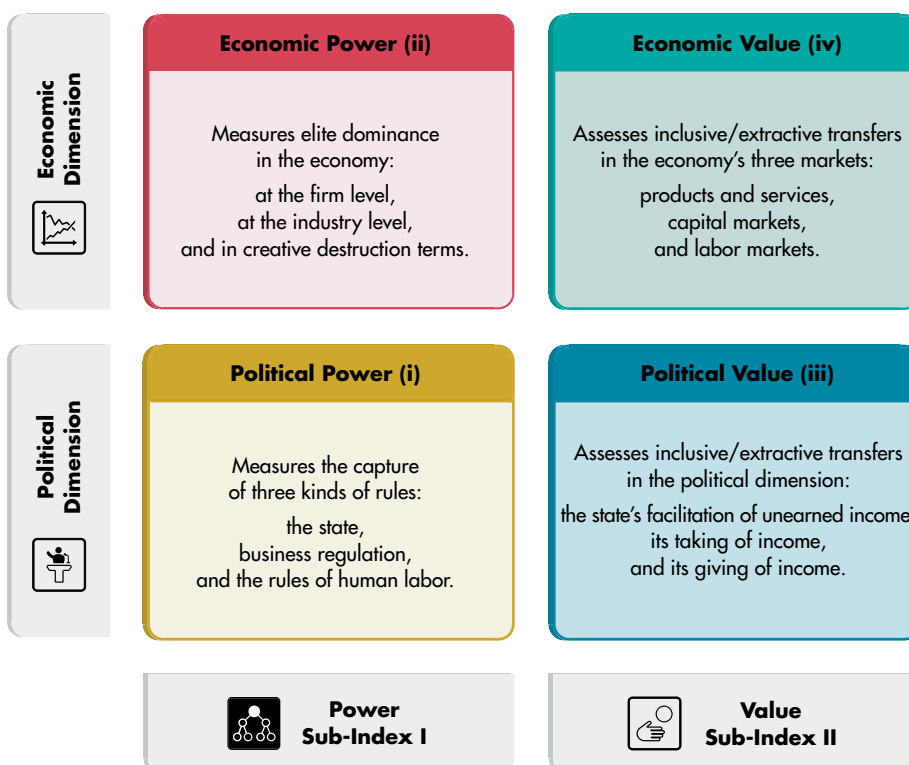 Economic
Dimension
Economic Power (ii)
Measures elite dominance
in the economy:
at the firm level,
at the industry level,
and in creative destruction terms.
Economic Value (iv)
Assesses inclusive/extractive transfers
in the economy’s three markets:
products and services,
capital markets,
and labor markets.
Political
Dimension
Political Power (i)
Measures the capture
of three kinds of rules:
the state,
business regulation,
and the rules of human labor.
Political Value (iii)
Assesses inclusive/extractive transfers
in the political dimension:
the state’s facilitation of unearned income
its taking of income,
and its giving of income.
Power
Sub-Index I
Value
Sub-Index II